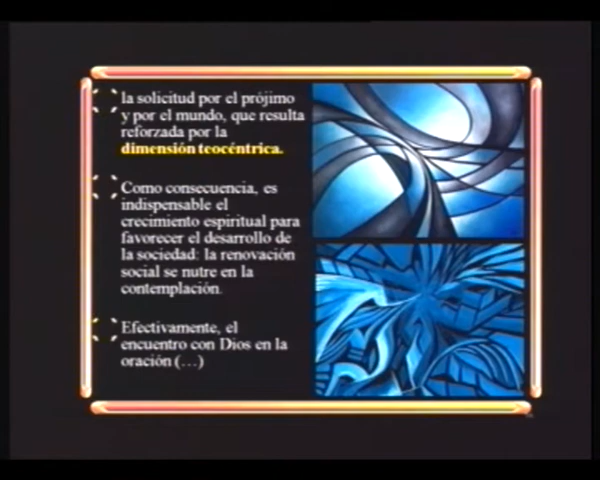 la solicitud por el prójimo
y por el mundo, que resulta
reforzada por la
dimensión teocéntrica.
Como consecuencia, es
indispensable el
crecimiento espiritual para
favorecer el desarrollo de
la sociedad: la renovación
social se nutre en la
contemplación.
Efectivamente, el
encuentro con Dios en la
oración (…)